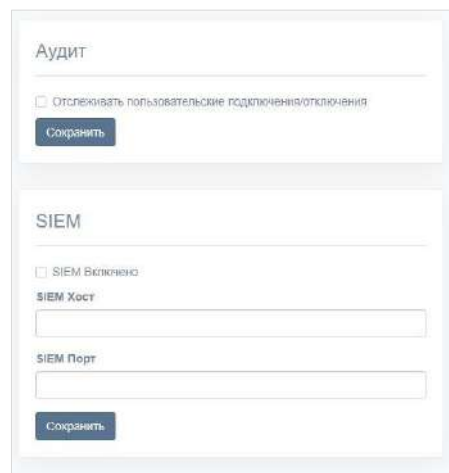 Аудит
Отслеживать пользовательские подключения/отключения
Сохранить
SIEM
SIEM Включено
SIEM Хост
SIEM Порт
Сохранить